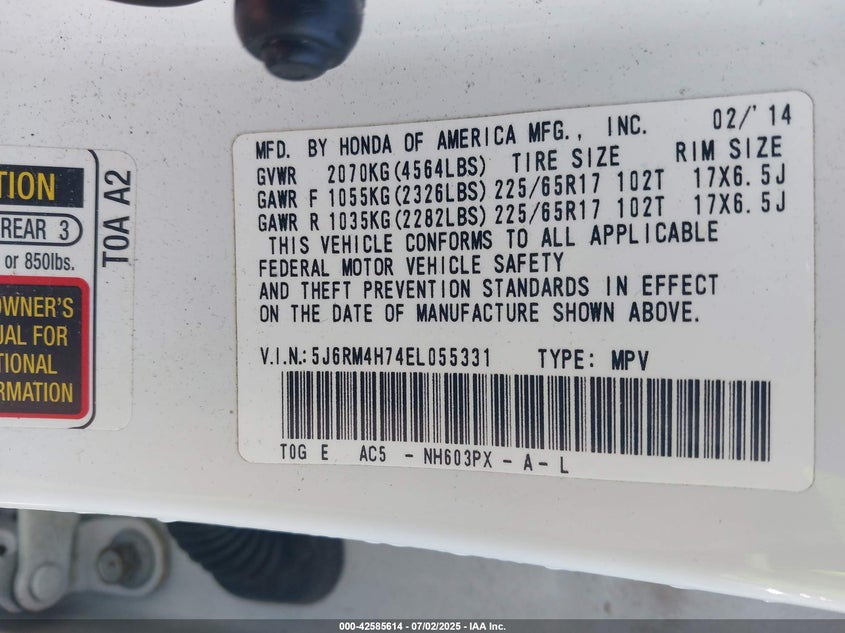 TION
REAR 3
or 850lbs.
OWNER'S
UAL FOR
TIONAL
RMATION
T0A A2
MFD. BY HONDA OF AMERICA MFG., INC. 02/'14
GVWR 2070KG(4564LBS) TIRE SIZE RIM SIZE
GAWR F 1055KG(2326LBS) 225/65R17 102T 17X6.5J
GAWR R 1035KG(2282LBS) 225/65R17 102T 17X6.5J
THIS VEHICLE CONFORMS TO ALL APPLICABLE
FEDERAL MOTOR VEHICLE SAFETY
AND THEFT PREVENTION STANDARDS IN EFFECT
ON THE DATE OF MANUFACTURE SHOWN ABOVE.
V.I.N.: 5J6RM4H74EL055331 TYPE: MPV
T0G E AC5 - NH603PX - A - L
000-42585614 - 07/02/2025 - IAA Inc.